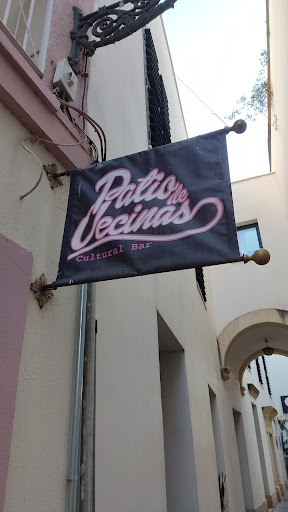 Patio de
Vecinas
Cultural Bar